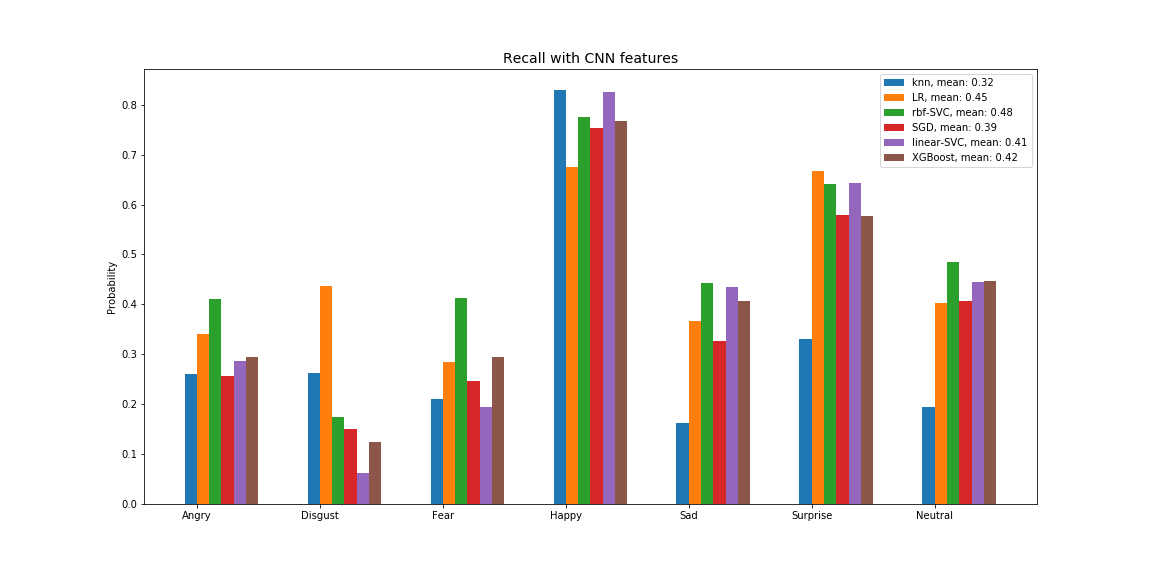 Recall with CNN features
knn, mean: 0.32
LR, mean: 0.45
rbf-SVC, mean: 0.48
SGD, mean: 0.39
linear-SVC, mean: 0.41
XGBoost, mean: 0.42
Probability
0.8
0.7
0.6
0.5
0.4
0.3
0.2
0.1
0.0
Angry Disgust Fear Happy Sad Surprise Neutral